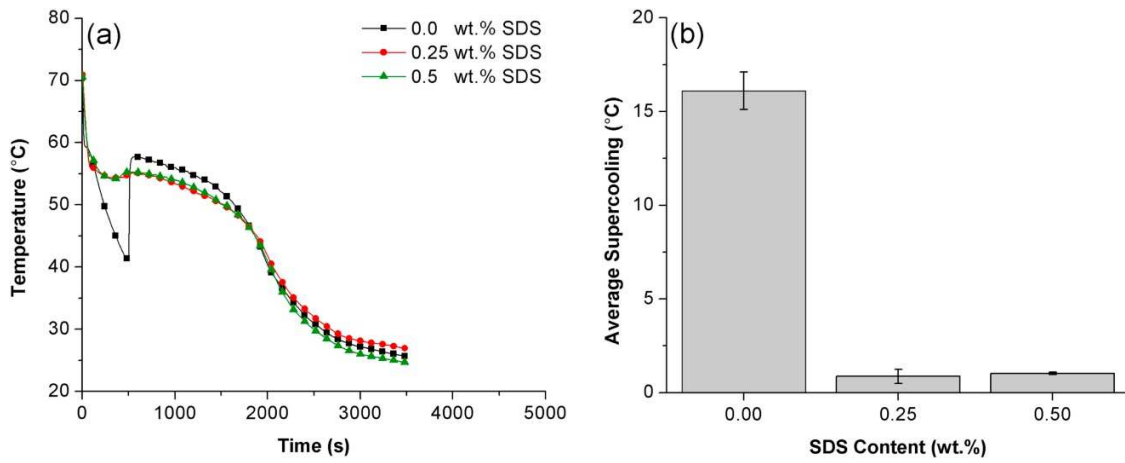 (a)
0.0 wt.% SDS
0.25 wt.% SDS
0.5 wt.% SDS
80
70
60
50
40
30
20
Temperature (°C)
0 1000 2000 3000 4000 5000
Time (s)
(b)
20
15
10
5
0
Average Supercooling (°C)
0.00 0.25 0.50
SDS Content (wt.%)